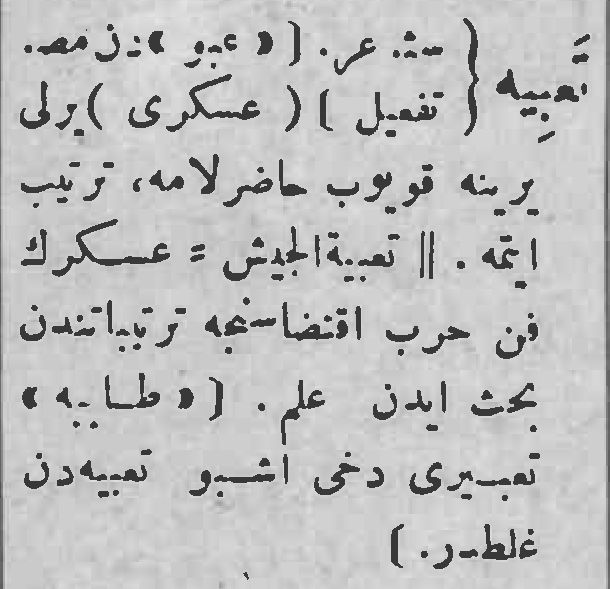 تَعبِيه { مث. عر. [ « عبو » دن مصد.
تفعيل ] ( عسكرى ) يرلى
يرينه قويوب حاضرلامه، ترتيب
ايتمه . || تعبية الجيش = عسكرك
فن حرب اقتضاسنجه ترتيباتندن
بحث ايدن علم . [ « طابيه »
تعبيرى دخى اشبو تعبيه‌دن
غلطدر. ]